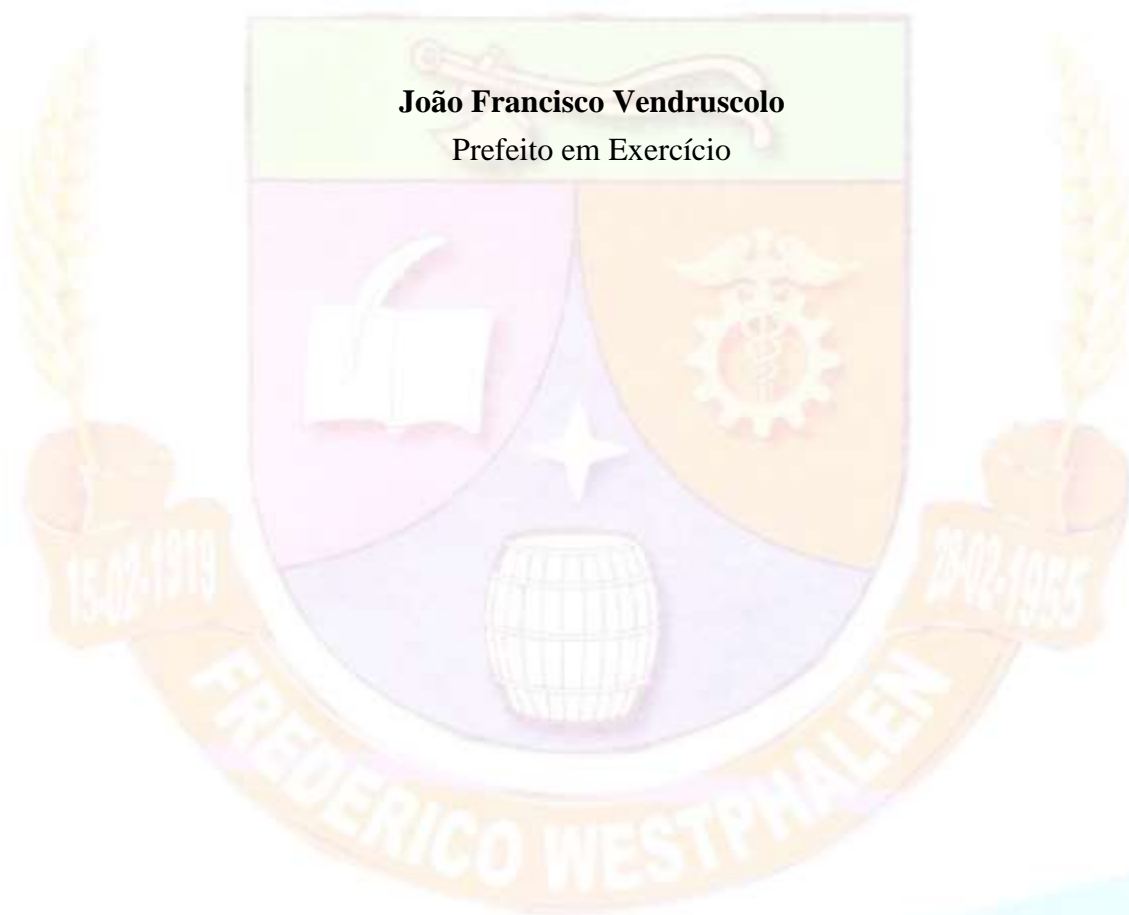 João Francisco Vendruscolo
Prefeito em Exercício
15-02-1919
28-02-1955
FREDERICO WESTPHALEN